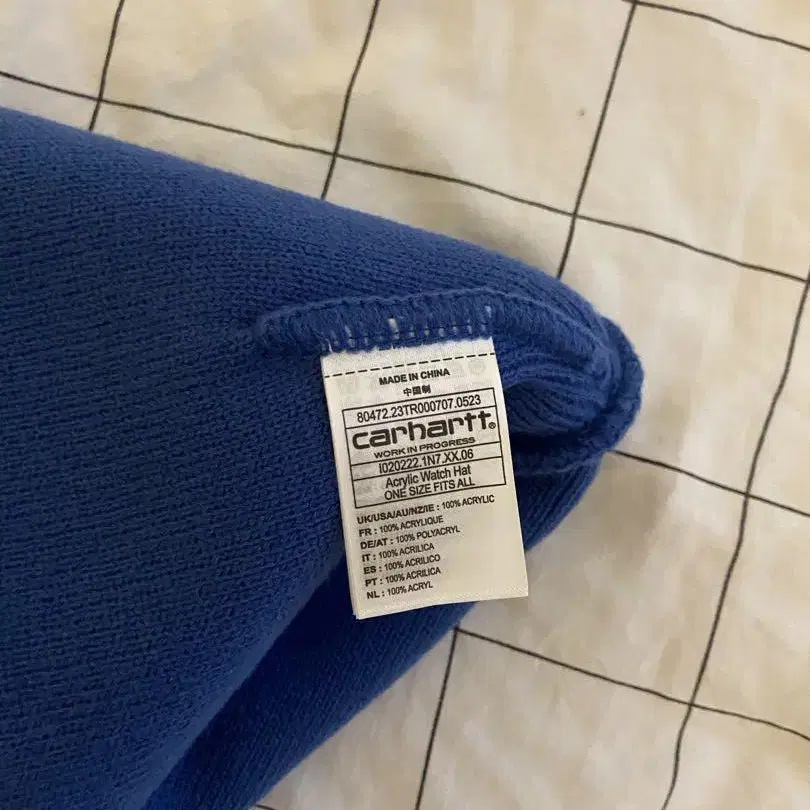 MADE IN CHINA
中国制
80472.23TR000707.0523
carhartt®
WORK IN PROGRESS
I020222.1N7.XX.06
Acrylic Watch Hat
ONE SIZE FITS ALL
UK/USA/AU/NZ/IE : 100% ACRYLIC
FR : 100% ACRYLIQUE
DE/AT : 100% POLYACRYL
IT : 100% ACRILICA
ES : 100% ACRILICO
PT : 100% ACRILICA
NL : 100% ACRYL